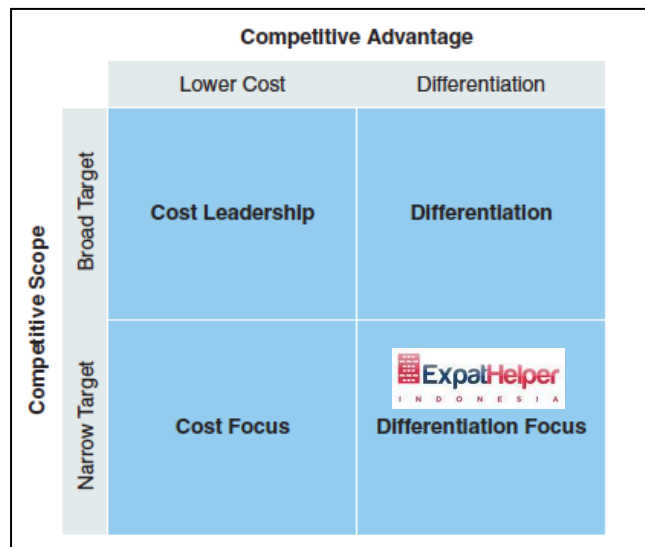 Competitive Advantage
Lower Cost
Differentiation
Competitive Scope
Broad Target
Cost Leadership
Differentiation
Narrow Target
Cost Focus
ExpatHelper
INDONESIA
Differentiation Focus